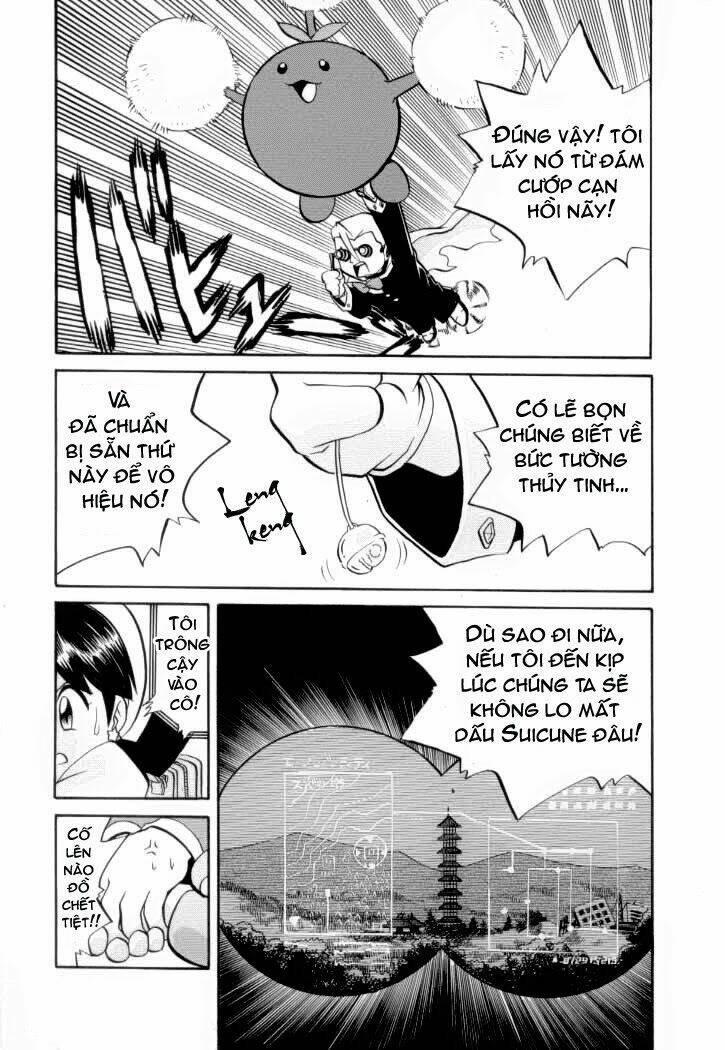 Đúng vậy! Tôi
lấy nó từ đám
cướp cạn
hồi nãy!
Có lẽ bọn
chúng biết về
bức tường
thủy tinh...
Và
đã chuẩn
bị sẵn thứ
này để vô
hiệu nó!
Leng
keng
Dù sao đi nữa,
nếu tôi đến kịp
lúc chúng ta sẽ
không lo mất
dấu Suicune đâu!
Tôi
trông
cậy
vào
cô!
Cố
lên
nào
đồ
chết
tiệt!!